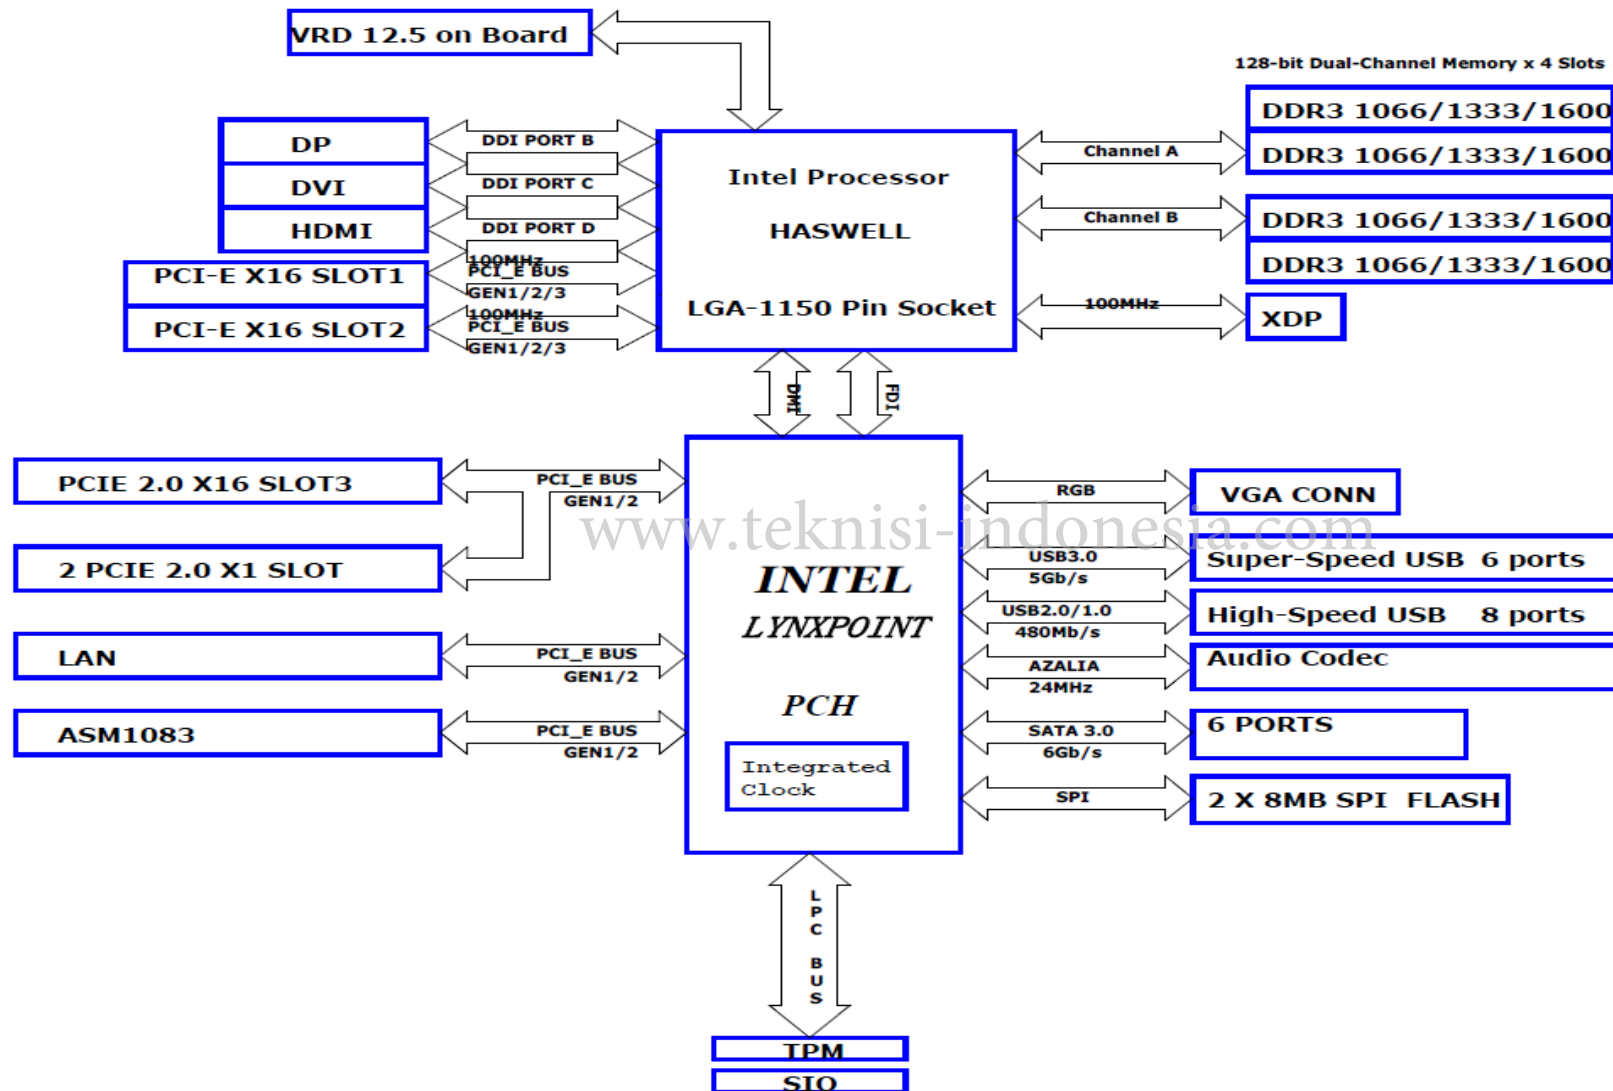 VRD 12.5 on Board
128-bit Dual-Channel Memory x 4 Slots
DDR3 1066/1333/1600
DDR3 1066/1333/1600
DDR3 1066/1333/1600
DDR3 1066/1333/1600
Channel A
Channel B
100MHz
XDP
DP
DDI PORT B
DVI
DDI PORT C
HDMI
DDI PORT D
PCI-E X16 SLOT1
100MHz
PCI_E BUS
GEN1/2/3
PCI-E X16 SLOT2
100MHz
PCI_E BUS
GEN1/2/3
Intel Processor
HASWELL
LGA-1150 Pin Socket
DMI
FDI
PCIE 2.0 X16 SLOT3
PCI_E BUS
GEN1/2
2 PCIE 2.0 X1 SLOT
LAN
PCI_E BUS
GEN1/2
ASM1083
PCI_E BUS
GEN1/2
www.teknisi-indonesia.com
INTEL
LYNXPOINT
PCH
Integrated
Clock
RGB
VGA CONN
USB3.0
5Gb/s
Super-Speed USB 6 ports
USB2.0/1.0
480Mb/s
High-Speed USB 8 ports
AZALIA
24MHz
Audio Codec
SATA 3.0
6Gb/s
6 PORTS
SPI
2 X 8MB SPI FLASH
LPC BUS
TPM
SIO